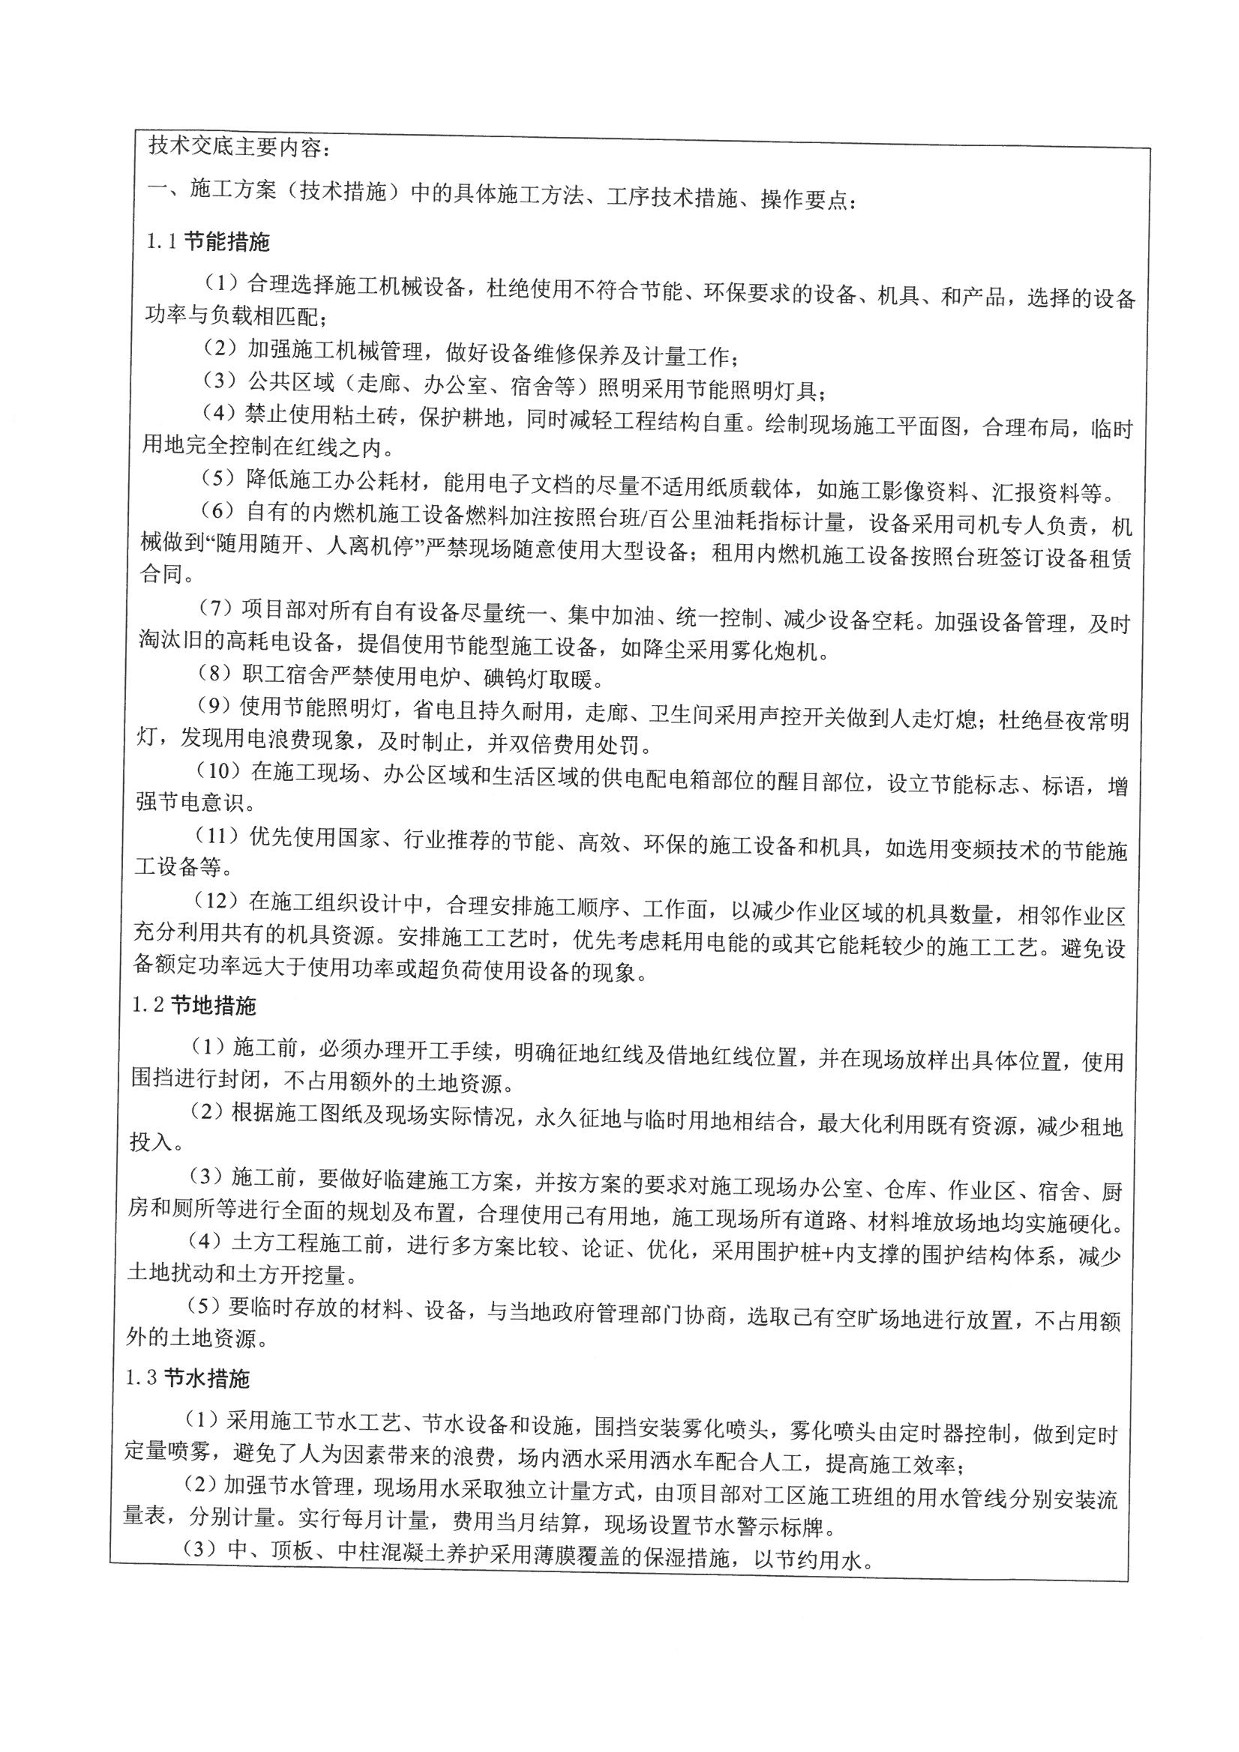 技术交底主要内容：
一、施工方案（技术措施）中的具体施工方法、工序技术措施、操作要点：
1.1 节能措施
（1）合理选择施工机械设备，杜绝使用不符合节能、环保要求的设备、机具、和产品，选择的设备
功率与负载相匹配；
（2）加强施工机械管理，做好设备维修保养及计量工作；
（3）公共区域（走廊、办公室、宿舍等）照明采用节能照明灯具；
（4）禁止使用粘土砖，保护耕地，同时减轻工程结构自重。绘制现场施工平面图，合理布局，临时
用地完全控制在红线之内。
（5）降低施工办公耗材，能用电子文档的尽量不适用纸质载体，如施工影像资料、汇报资料等。
（6）自有的内燃机施工设备燃料加注按照台班/百公里油耗指标计量，设备采用司机专人负责，机
械做到“随用随开、人离机停”严禁现场随意使用大型设备；租用内燃机施工设备按照台班签订设备租赁
合同。
（7）项目部对所有自有设备尽量统一、集中加油、统一控制、减少设备空耗。加强设备管理，及时
淘汰旧的高耗电设备，提倡使用节能型施工设备，如降尘采用雾化炮机。
（8）职工宿舍严禁使用电炉、碘钨灯取暖。
（9）使用节能照明灯，省电且持久耐用，走廊、卫生间采用声控开关做到人走灯熄；杜绝昼夜常明
灯，发现用电浪费现象，及时制止，并双倍费用处罚。
（10）在施工现场、办公区域和生活区域的供电配电箱部位的醒目部位，设立节能标志、标语，增
强节电意识。
（11）优先使用国家、行业推荐的节能、高效、环保的施工设备和机具，如选用变频技术的节能施
工设备等。
（12）在施工组织设计中，合理安排施工顺序、工作面，以减少作业区域的机具数量，相邻作业区
充分利用共有的机具资源。安排施工工艺时，优先考虑耗用电能的或其它能耗较少的施工工艺。避免设
备额定功率远大于使用功率或超负荷使用设备的现象。
1.2 节地措施
（1）施工前，必须办理开工手续，明确征地红线及借地红线位置，并在现场放样出具体位置，使用
围挡进行封闭，不占用额外的土地资源。
（2）根据施工图纸及现场实际情况，永久征地与临时用地相结合，最大化利用既有资源，减少租地
投入。
（3）施工前，要做好临建施工方案，并按方案的要求对施工现场办公室、仓库、作业区、宿舍、厨
房和厕所等进行全面的规划及布置，合理使用己有用地，施工现场所有道路、材料堆放场地均实施硬化。
（4）土方工程施工前，进行多方案比较、论证、优化，采用围护桩+内支撑的围护结构体系，减少
土地扰动和土方开挖量。
（5）要临时存放的材料、设备，与当地政府管理部门协商，选取己有空旷场地进行放置，不占用额
外的土地资源。
1.3 节水措施
（1）采用施工节水工艺、节水设备和设施，围挡安装雾化喷头，雾化喷头由定时器控制，做到定时
定量喷雾，避免了人为因素带来的浪费，场内洒水采用洒水车配合人工，提高施工效率；
（2）加强节水管理，现场用水采取独立计量方式，由项目部对工区施工班组的用水管线分别安装流
量表，分别计量。实行每月计量，费用当月结算，现场设置节水警示标牌。
（3）中、顶板、中柱混凝土养护采用薄膜覆盖的保湿措施，以节约用水。